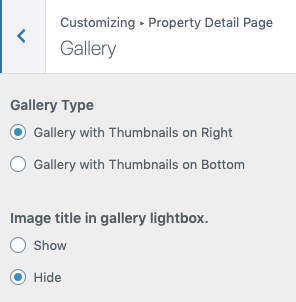 Customizing ▸ Property Detail Page
Gallery
Gallery Type
Gallery with Thumbnails on Right
Gallery with Thumbnails on Bottom
Image title in gallery lightbox.
Show
Hide